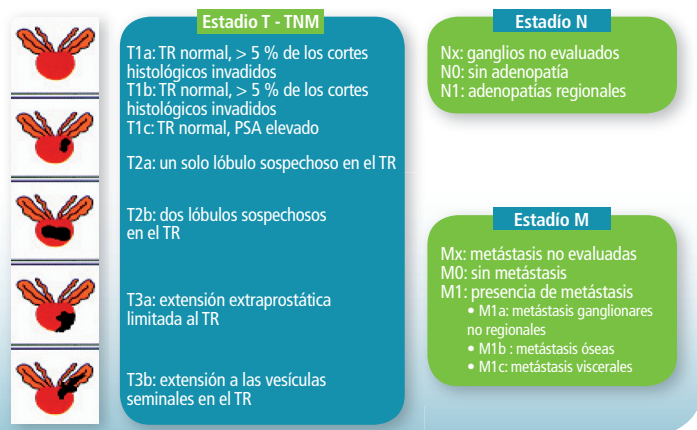 Estadio T - TNM
T1a: TR normal, > 5 % de los cortes
histológicos invadidos
T1b: TR normal, > 5 % de los cortes
histológicos invadidos
T1c: TR normal, PSA elevado
T2a: un solo lóbulo sospechoso en el TR
T2b: dos lóbulos sospechosos
en el TR
T3a: extensión extraprostática
limitada al TR
T3b: extensión a las vesículas
seminales en el TR
Estadío N
Nx: ganglios no evaluados
N0: sin adenopatía
N1: adenopatías regionales
Estadío M
Mx: metástasis no evaluadas
M0: sin metástasis
M1: presencia de metástasis
• M1a: metástasis ganglionares
no regionales
• M1b : metástasis óseas
• M1c: metástasis viscerales